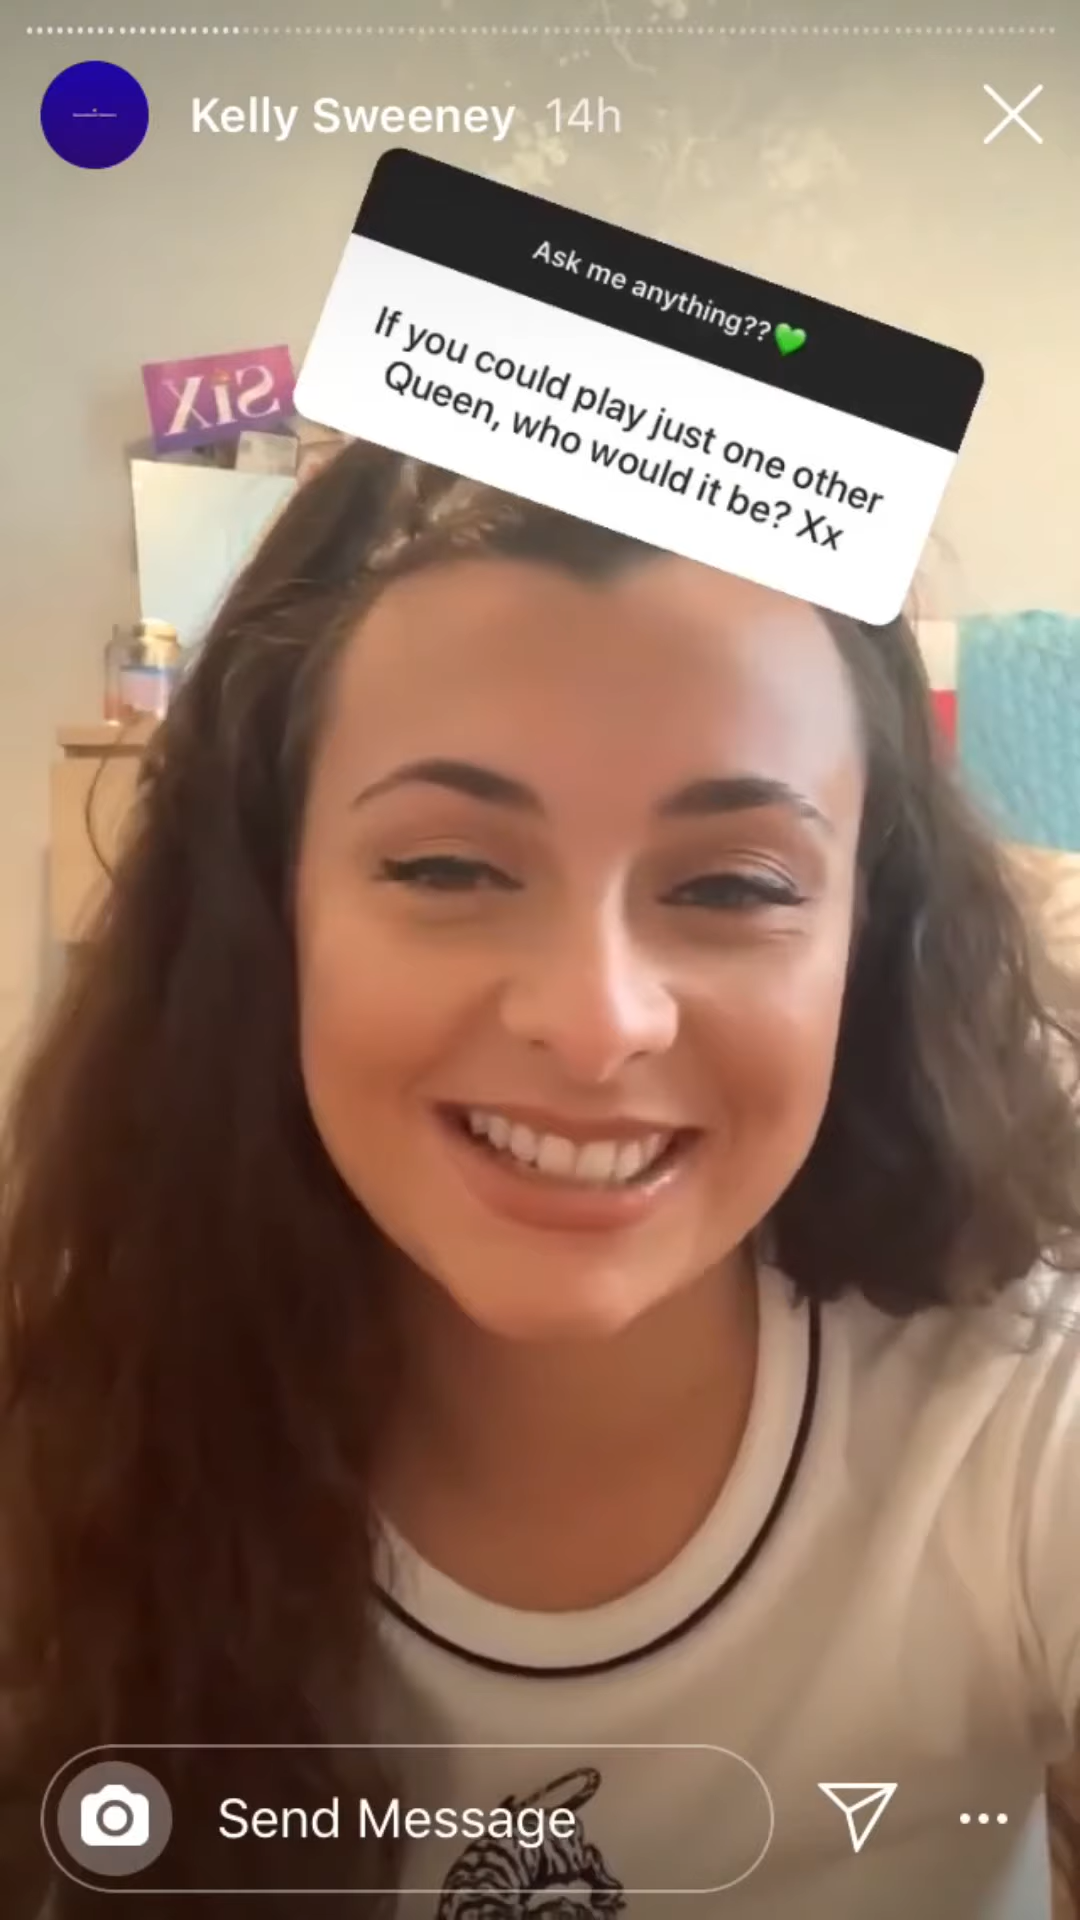 Kelly Sweeney 14h
Ask me anything??💚
If you could play just one other
Queen, who would it be? Xx
SiX
Send Message